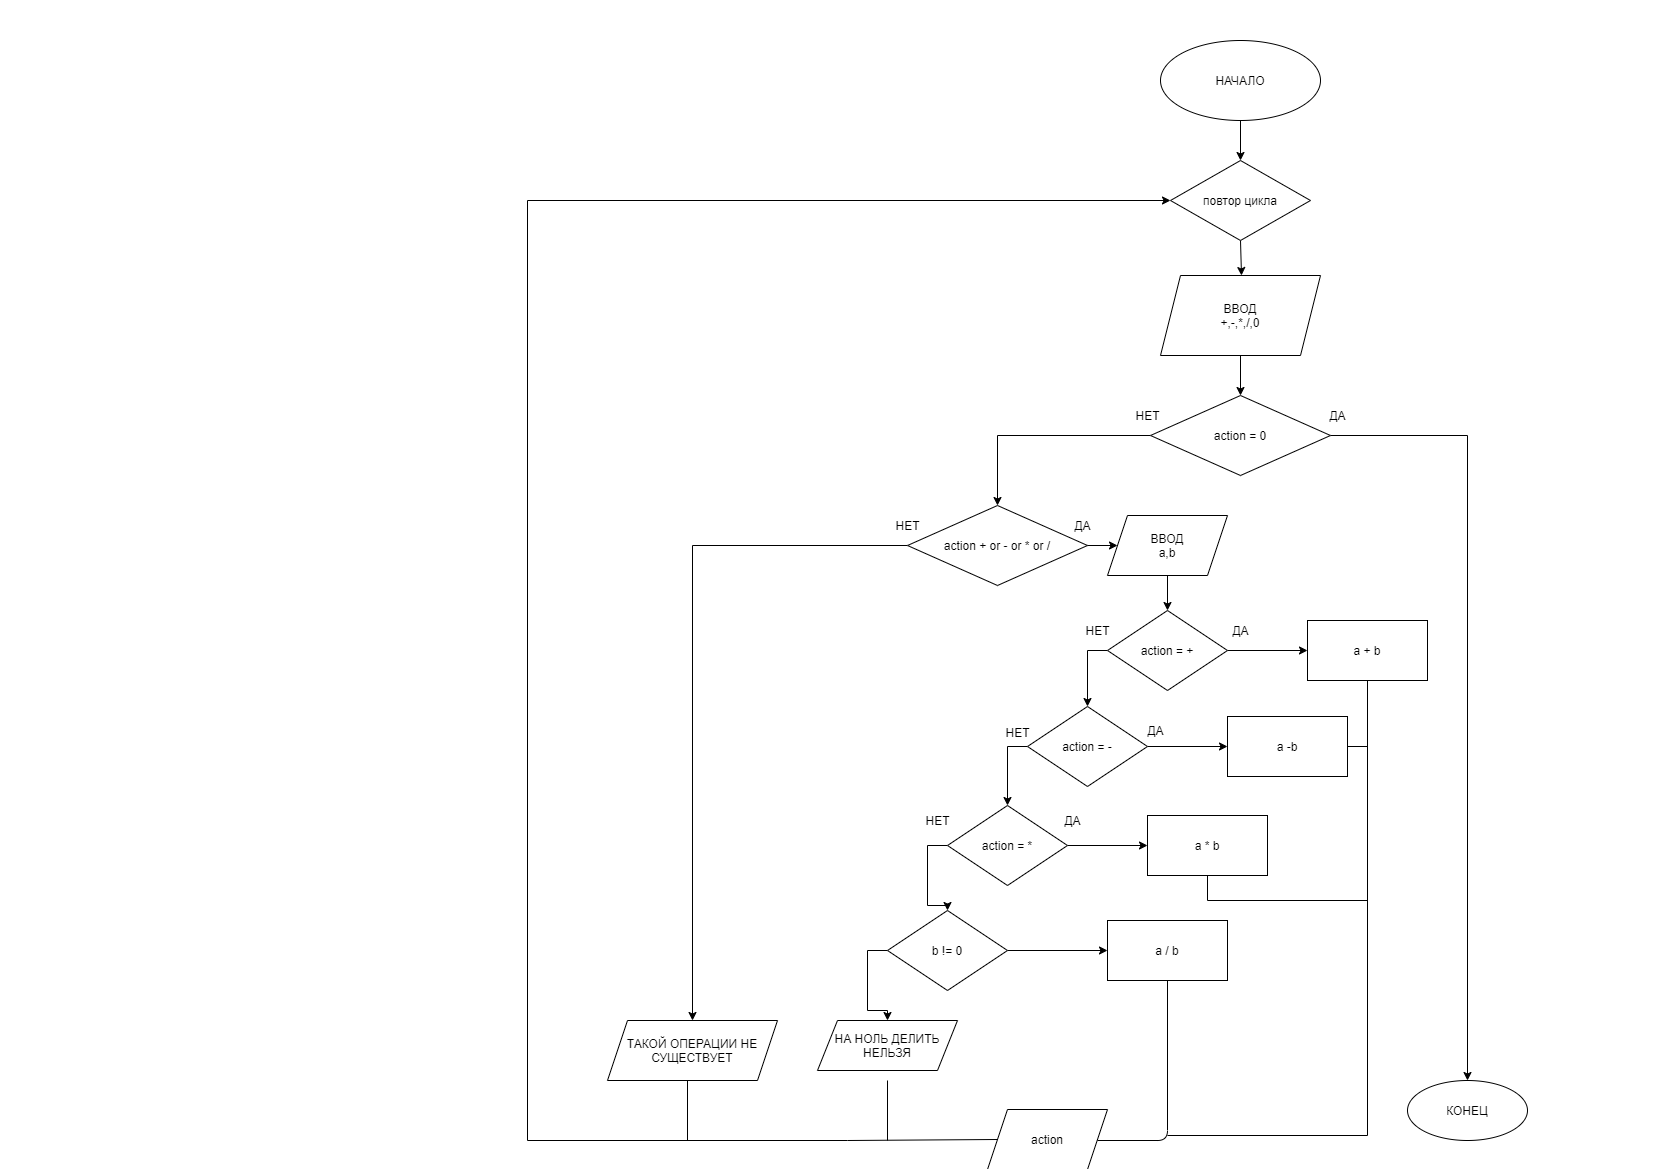 НАЧАЛО
повтор цикла
ВВОД
+,-,*,/,0
НЕТ
ДА
action = 0
НЕТ
ДА
action + or - or * or /
ВВОД
a,b
НЕТ
ДА
action = +
a + b
НЕТ
ДА
action = -
a -b
НЕТ
ДА
action = *
a * b
b != 0
a / b
ТАКОЙ ОПЕРАЦИИ НЕ
СУЩЕСТВУЕТ
НА НОЛЬ ДЕЛИТЬ
НЕЛЬЗЯ
action
КОНЕЦ